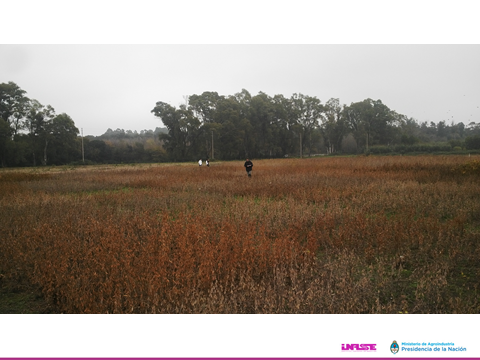 INASE
Ministerio de Agroindustria
Presidencia de la Nación